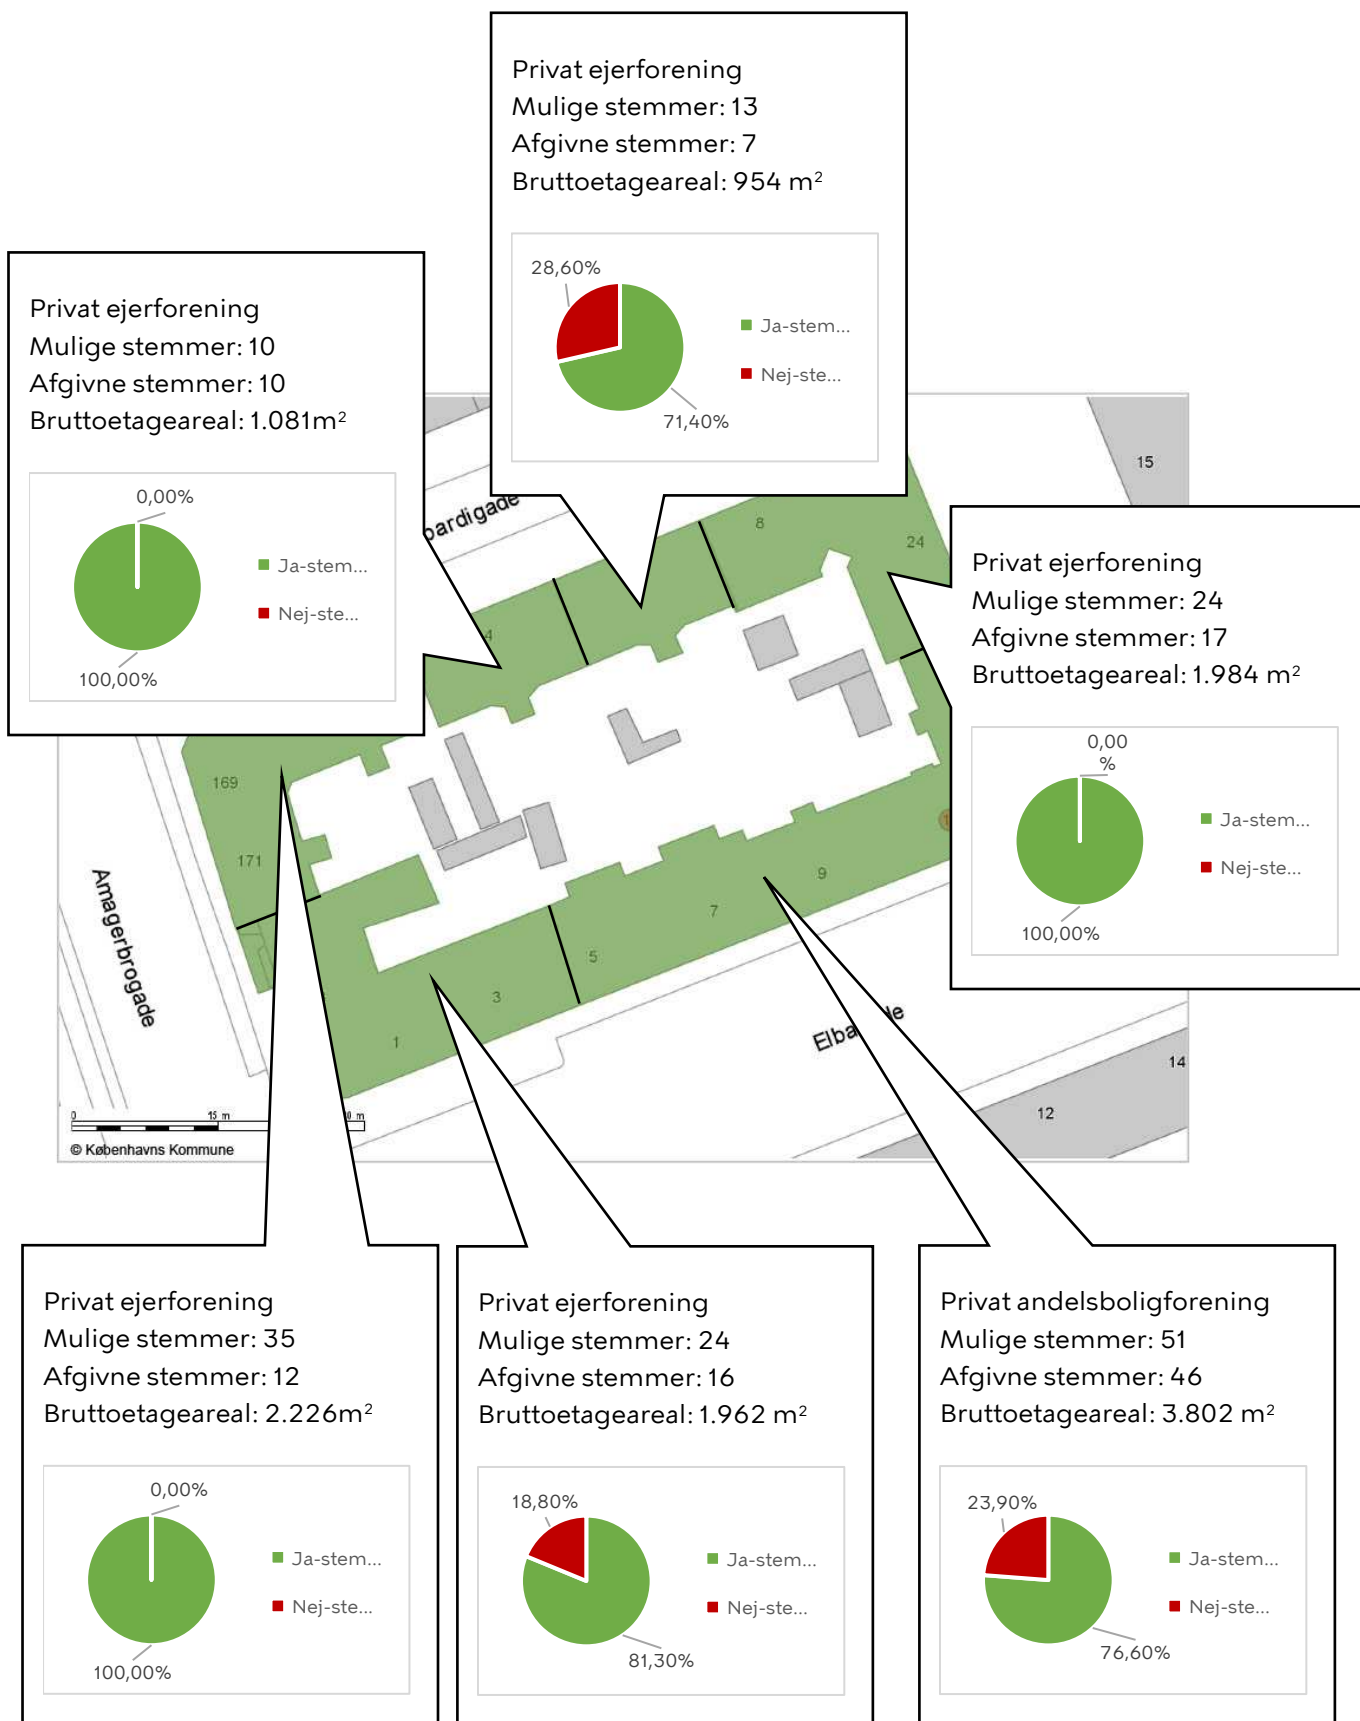 Privat ejerforening
Mulige stemmer: 13
Afgivne stemmer: 7
Bruttoetageareal: 954 m²
28,60%
71,40%
Ja-stem...
Nej-ste...
Privat ejerforening
Mulige stemmer: 10
Afgivne stemmer: 10
Bruttoetageareal: 1.081m²
0,00%
100,00%
Ja-stem...
Nej-ste...
Privat ejerforening
Mulige stemmer: 24
Afgivne stemmer: 17
Bruttoetageareal: 1.984 m²
0,00
%
100,00%
Ja-stem...
Nej-ste...
bardigade
15
8
24
4
169
171
Amagerbrogade
9
7
5
3
1
12
14
0
15 m
© Københavns Kommune
Privat ejerforening
Mulige stemmer: 35
Afgivne stemmer: 12
Bruttoetageareal: 2.226m²
0,00%
100,00%
Ja-stem...
Nej-ste...
Privat ejerforening
Mulige stemmer: 24
Afgivne stemmer: 16
Bruttoetageareal: 1.962 m²
18,80%
81,30%
Ja-stem...
Nej-ste...
Privat andelsboligforening
Mulige stemmer: 51
Afgivne stemmer: 46
Bruttoetageareal: 3.802 m²
23,90%
76,60%
Ja-stem...
Nej-ste...